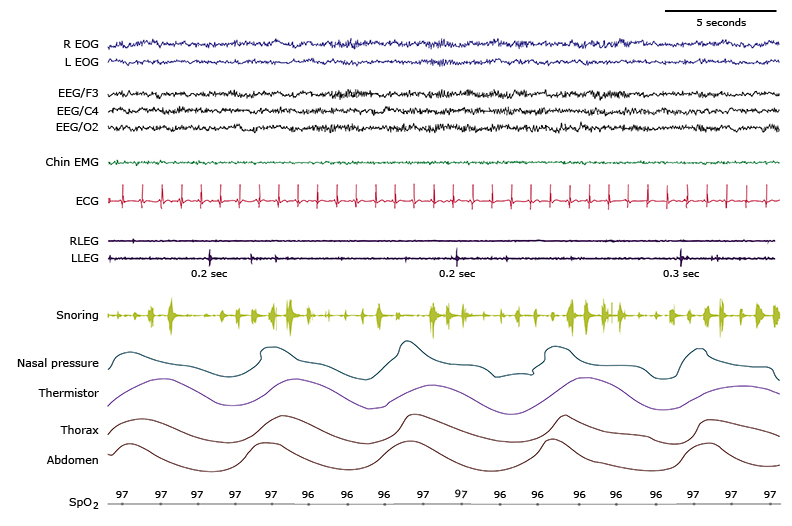 5 seconds
R EOG
L EOG
EEG/F3
EEG/C4
EEG/O2
Chin EMG
ECG
RLEG
LLEG
0.2 sec 0.2 sec 0.3 sec
Snoring
Nasal pressure
Thermistor
Thorax
Abdomen
97 97 97 97 97 96 96 96 97 97 96 96 96 96 96 97 97 97
SpO2